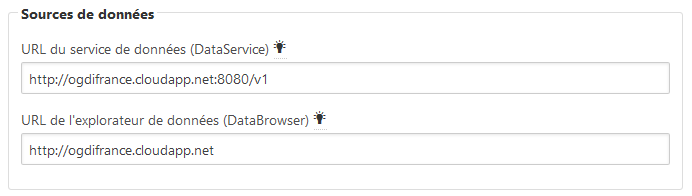 Sources de données
URL du service de données (DataService)
http://ogdifrance.cloudapp.net:8080/v1
URL de l'explorateur de données (DataBrowser)
http://ogdifrance.cloudapp.net